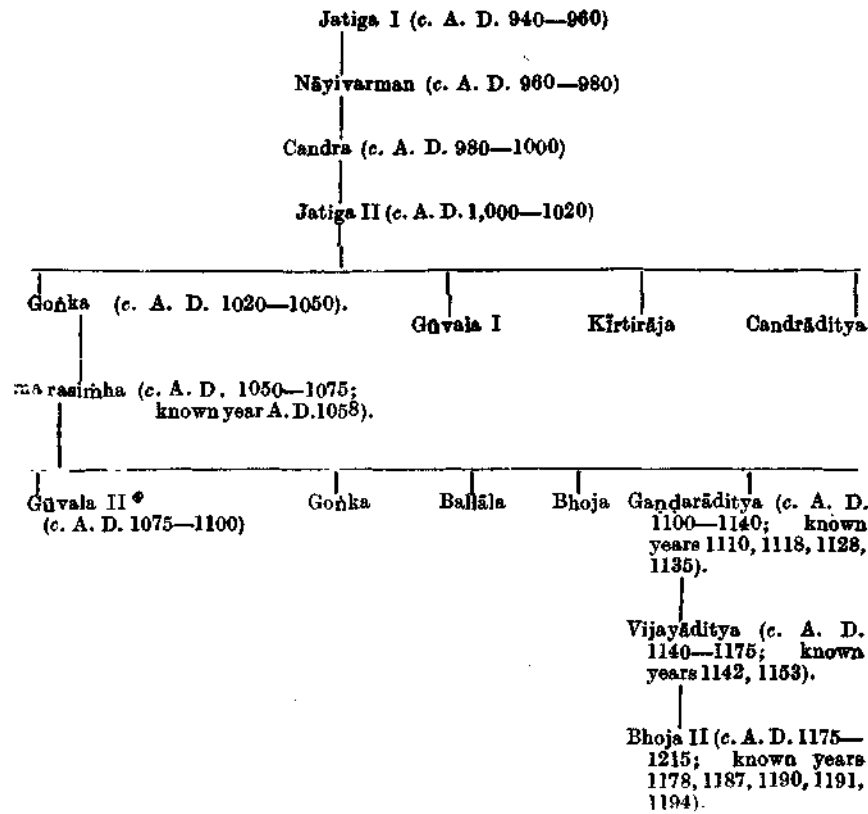 Jatiga I (c. A. D. 940—960)
Nāyivarman (c. A. D. 960—980)
Candra (c. A. D. 980—1000)
Jatiga II (c. A. D. 1,000—1020)
Goṅka (c. A. D. 1020—1050).
Gūvala I Kīrtirāja Candrāditya
marasiṁha (c. A. D. 1050—1075;
known year A. D. 1058).
Gūvala II
(c. A. D. 1075—1100)
Goṅka Ballāla Bhoja Gaṇḍarāditya (c. A. D.
1100—1140; known
years 1110, 1118, 1128,
1135).
Vijayāditya (c. A. D.
1140—1175; known
years 1142, 1153).
Bhoja II (c. A. D. 1175—
1215; known years
1178, 1187, 1190, 1191,
1194).